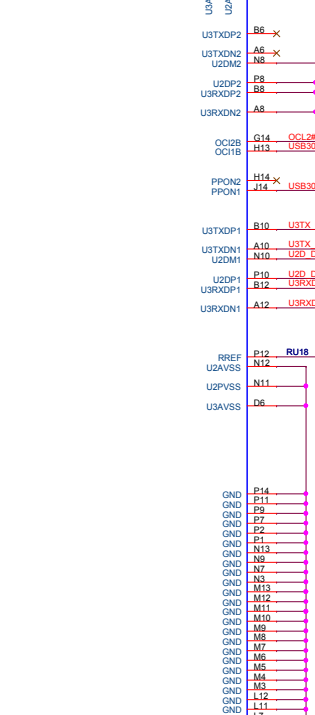 U3A
U2A
U3TXDP2 B6
U3TXDN2 A6
U2DM2 N8
U2DP2 P8
U3RXDP2 B8
U3RXDN2 A8
OCI2B G14 OCL2#
OCI1B H13 USB30
PPON2 H14
PPON1 J14 USB30
U3TXDP1 B10 U3TX
U3TXDN1 A10 U3TX
U2DM1 N10 U2D_D
U2DP1 P10 U2D_D
U3RXDP1 B12 U3RXD
U3RXDN1 A12 U3RXD
RREF P12 RU18
U2AVSS N12
U2PVSS N11
U3AVSS D6
GND P14
GND P11
GND P9
GND P7
GND P2
GND P1
GND N13
GND N9
GND N7
GND N3
GND M13
GND M12
GND M11
GND M10
GND M9
GND M8
GND M7
GND M6
GND M5
GND M4
GND M3
GND L12
GND L11